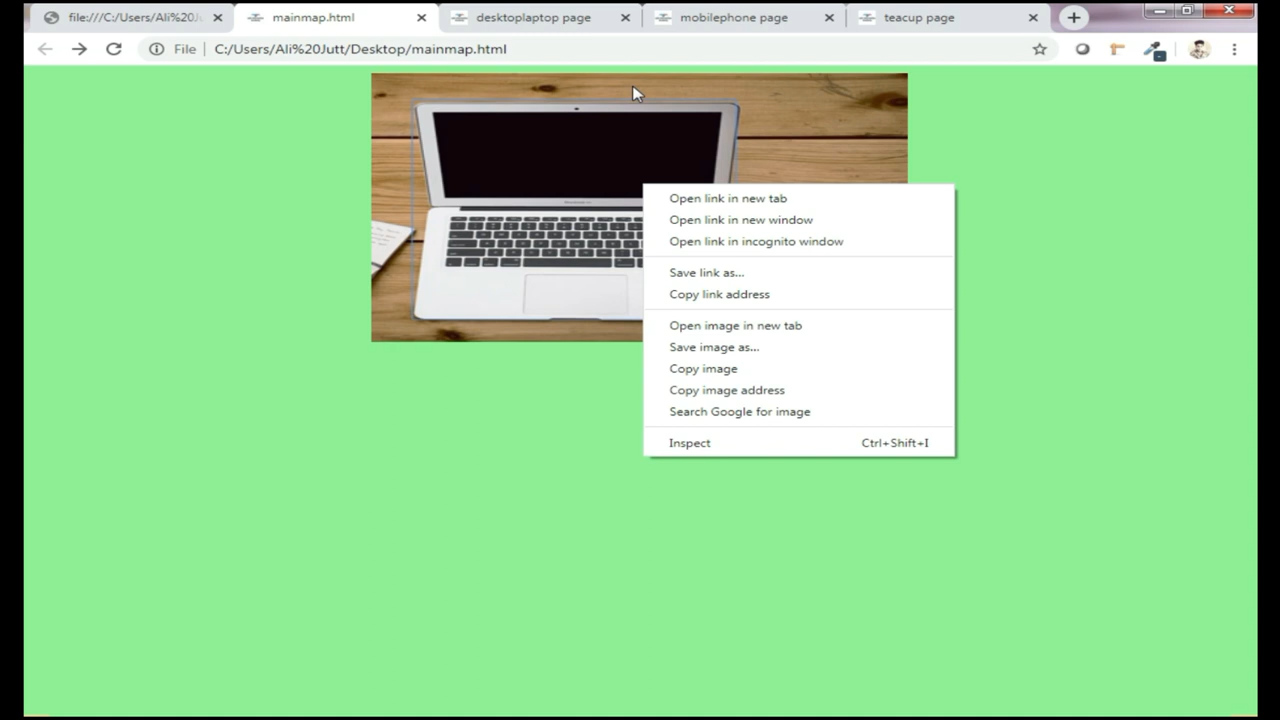 file:///C:/Users/Ali%20J
mainmap.html
desktoplaptop page
mobilephone page
teacup page
File
C:/Users/Ali%20Jutt/Desktop/mainmap.html
Open link in new tab
Open link in new window
Open link in incognito window
Save link as...
Copy link address
Open image in new tab
Save image as...
Copy image
Copy image address
Search Google for image
Inspect Ctrl+Shift+I